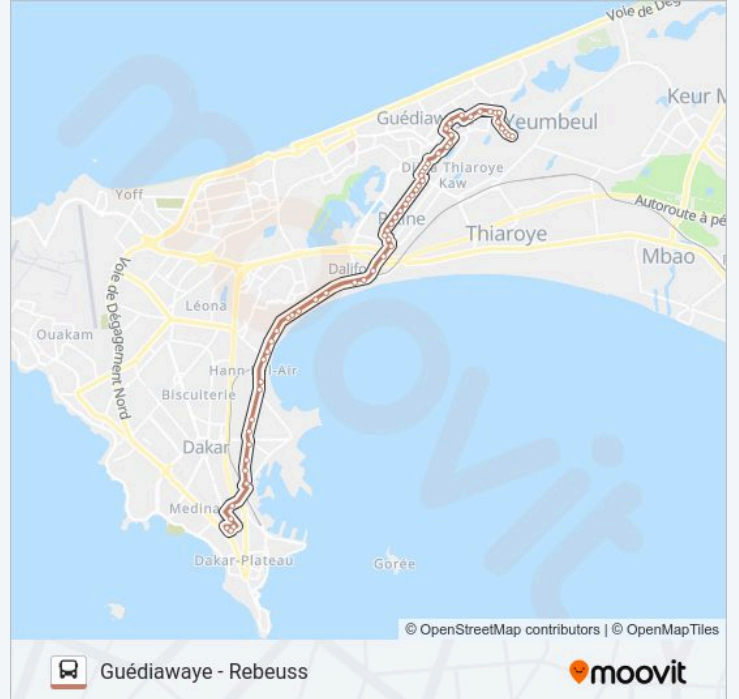 Voie de Dég
Keur M
Guédiaw
Yeumbeul
Thiaroye
Kaw
Yoff
Autoroute à pé
Thiaroye
Mbao
Dalifo
Voie de Dégagement Nord
Léona
Ouakam
Hann
Biscuiterie
Dakar
Medina
Dakar-Plateau
Gorée
moovit
© OpenStreetMap contributors | © OpenMapTiles
Guédiawaye - Rebeuss
moovit